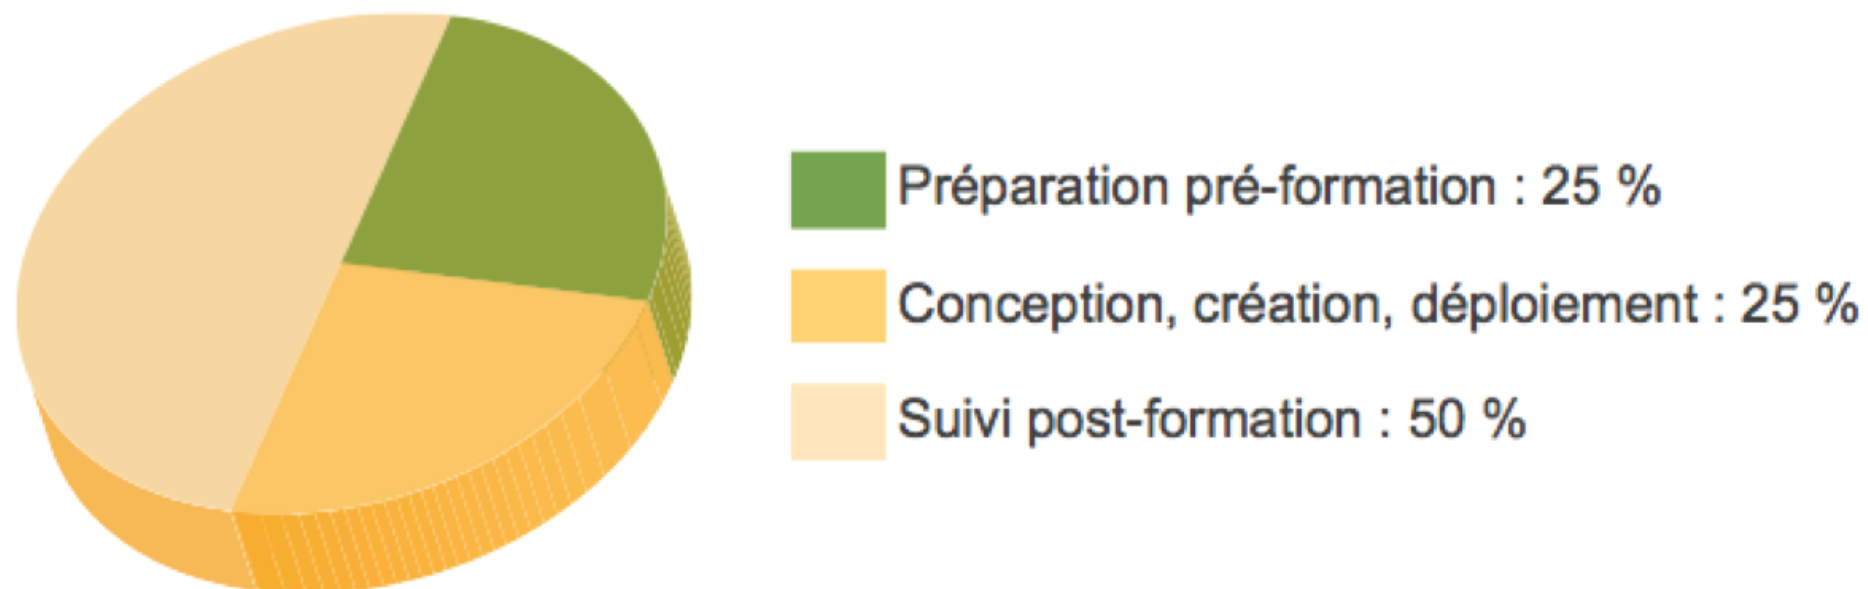 Préparation pré-formation : 25 %
Conception, création, déploiement : 25 %
Suivi post-formation : 50 %